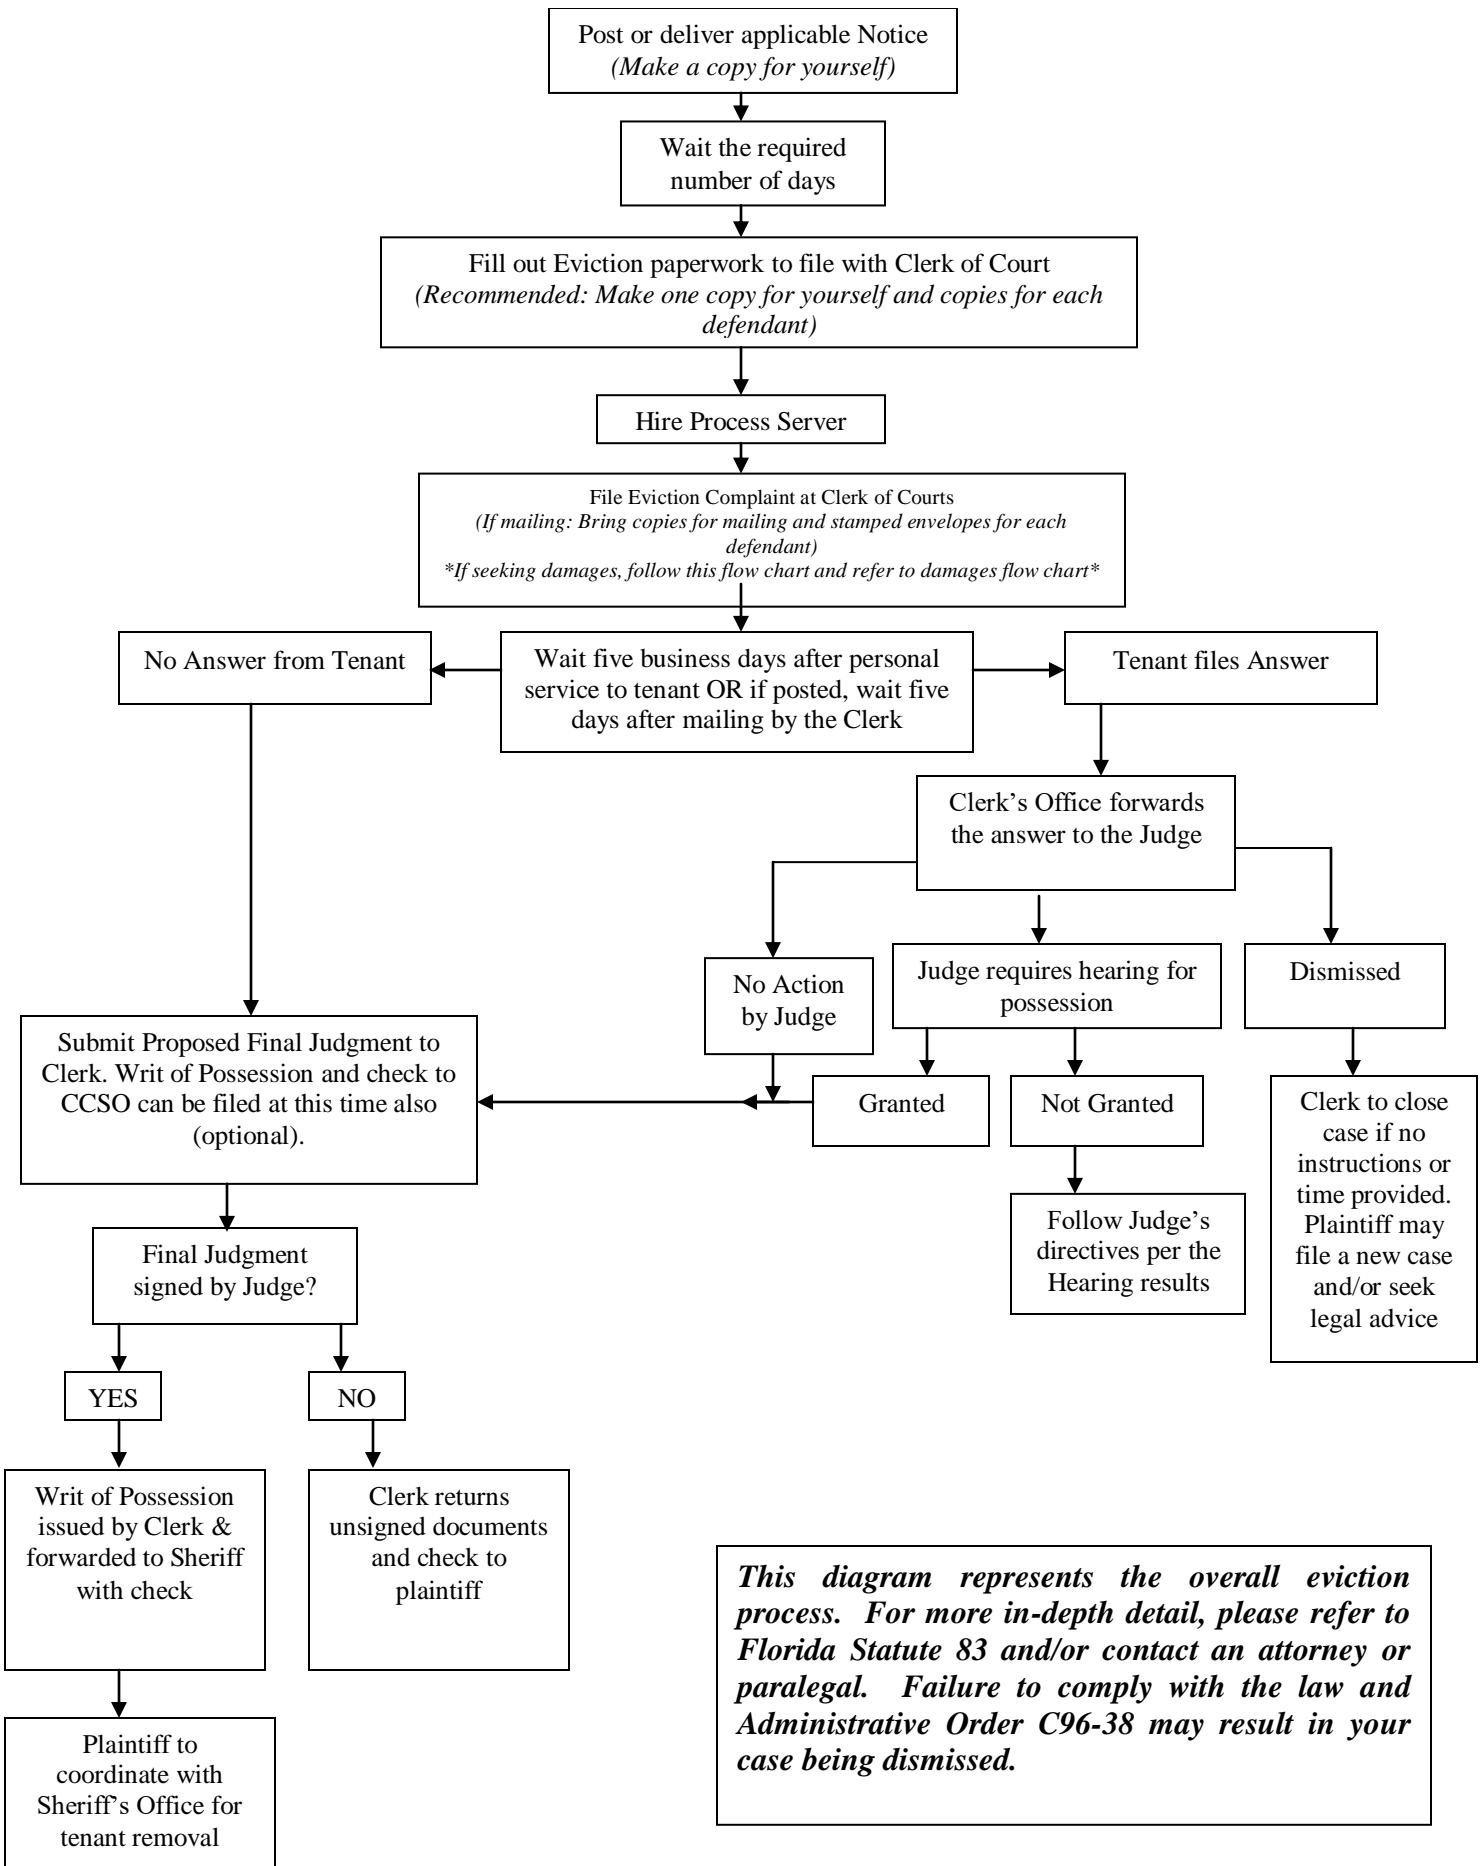 Post or deliver applicable Notice
(Make a copy for yourself)
Wait the required
number of days
Fill out Eviction paperwork to file with Clerk of Court
(Recommended: Make one copy for yourself and copies for each
defendant)
Hire Process Server
File Eviction Complaint at Clerk of Courts
(If mailing: Bring copies for mailing and stamped envelopes for each
defendant)
*If seeking damages, follow this flow chart and refer to damages flow chart*
No Answer from Tenant
Wait five business days after personal
service to tenant OR if posted, wait five
days after mailing by the Clerk
Tenant files Answer
Clerk’s Office forwards
the answer to the Judge
No Action
by Judge
Judge requires hearing for
possession
Dismissed
Submit Proposed Final Judgment to
Clerk. Writ of Possession and check to
CCSO can be filed at this time also
(optional).
Granted
Not Granted
Clerk to close
case if no
instructions or
time provided.
Plaintiff may
file a new case
and/or seek
legal advice
Follow Judge’s
directives per the
Hearing results
Final Judgment
signed by Judge?
YES
NO
Writ of Possession
issued by Clerk &
forwarded to Sheriff
with check
Clerk returns
unsigned documents
and check to
plaintiff
Plaintiff to
coordinate with
Sheriff’s Office for
tenant removal
This diagram represents the overall eviction
process. For more in-depth detail, please refer to
Florida Statute 83 and/or contact an attorney or
paralegal. Failure to comply with the law and
Administrative Order C96-38 may result in your
case being dismissed.